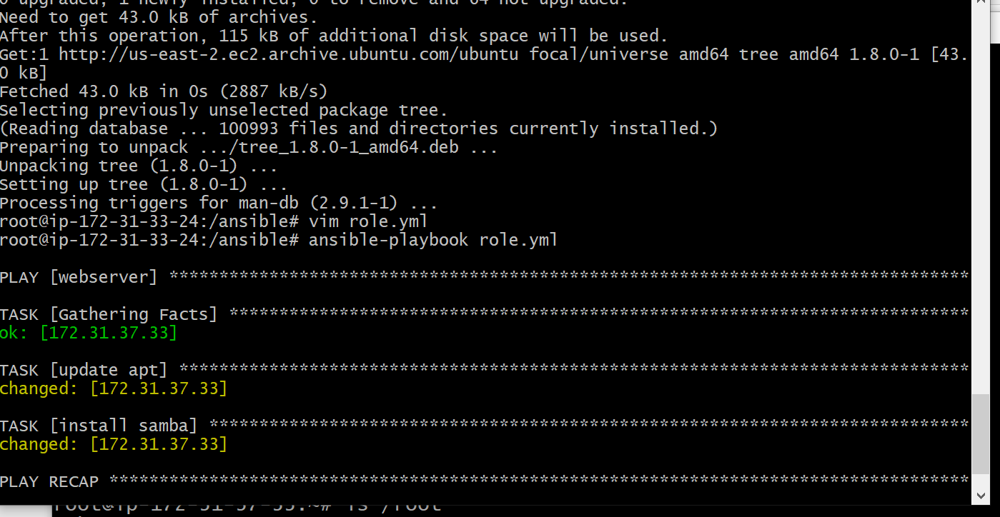 0 upgraded, 1 newly installed, 0 to remove and 64 not upgraded.
Need to get 43.0 kB of archives.
After this operation, 115 kB of additional disk space will be used.
Get:1 http://us-east-2.ec2.archive.ubuntu.com/ubuntu focal/universe amd64 tree amd64 1.8.0-1 [43.
0 kB]
Fetched 43.0 kB in 0s (2887 kB/s)
Selecting previously unselected package tree.
(Reading database ... 100993 files and directories currently installed.)
Preparing to unpack .../tree_1.8.0-1_amd64.deb ...
Unpacking tree (1.8.0-1) ...
Setting up tree (1.8.0-1) ...
Processing triggers for man-db (2.9.1-1) ...
root@ip-172-31-33-24:/ansible# vim role.yml
root@ip-172-31-33-24:/ansible# ansible-playbook role.yml
PLAY [webserver] ********************************************************************************
TASK [Gathering Facts] **************************************************************************
ok: [172.31.37.33]
TASK [update apt] *******************************************************************************
changed: [172.31.37.33]
TASK [install samba] ****************************************************************************
changed: [172.31.37.33]
PLAY RECAP **************************************************************************************
root@ip-172-31-37-33:~# ls /root